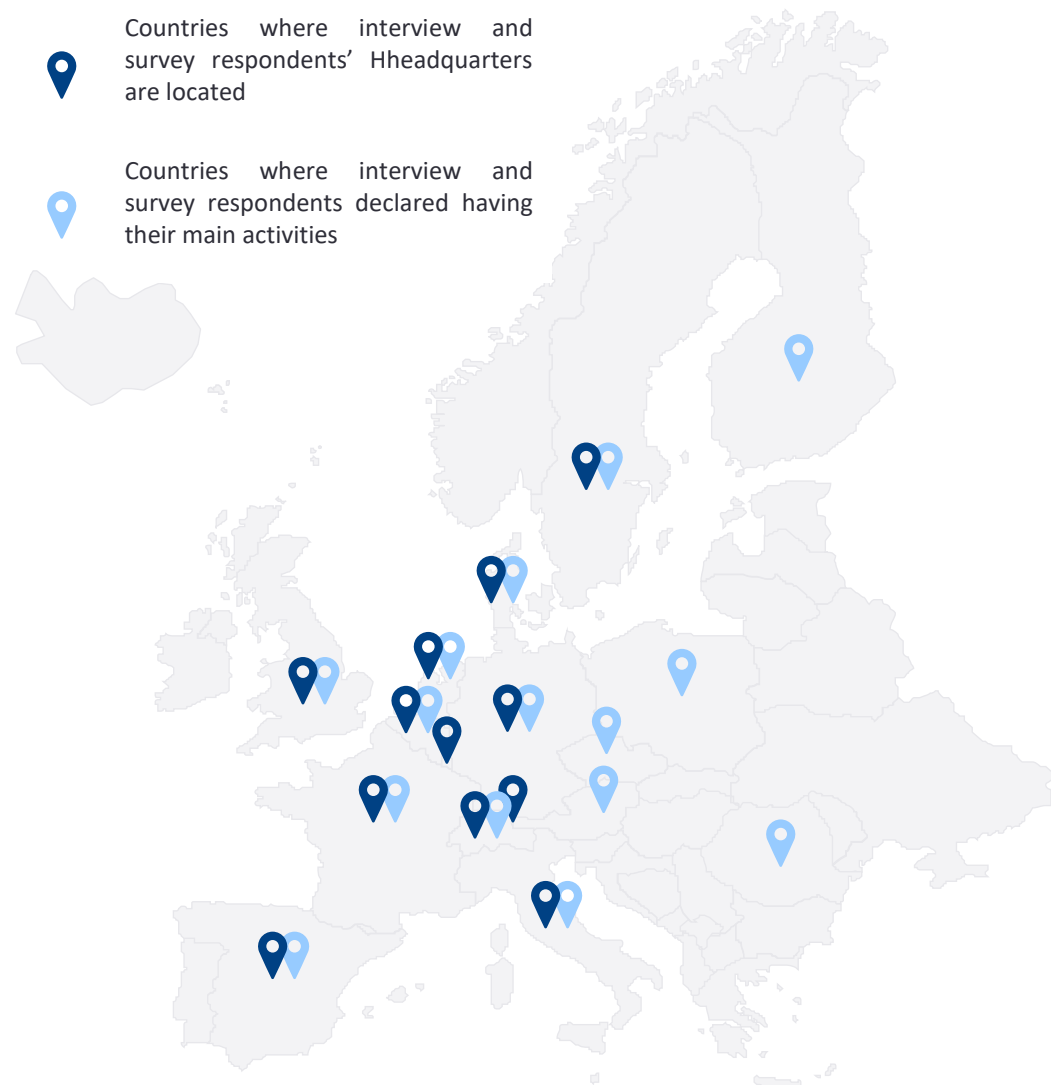 Countries where interview and
survey respondents’ Hheadquarters
are located
Countries where interview and
survey respondents declared having
their main activities